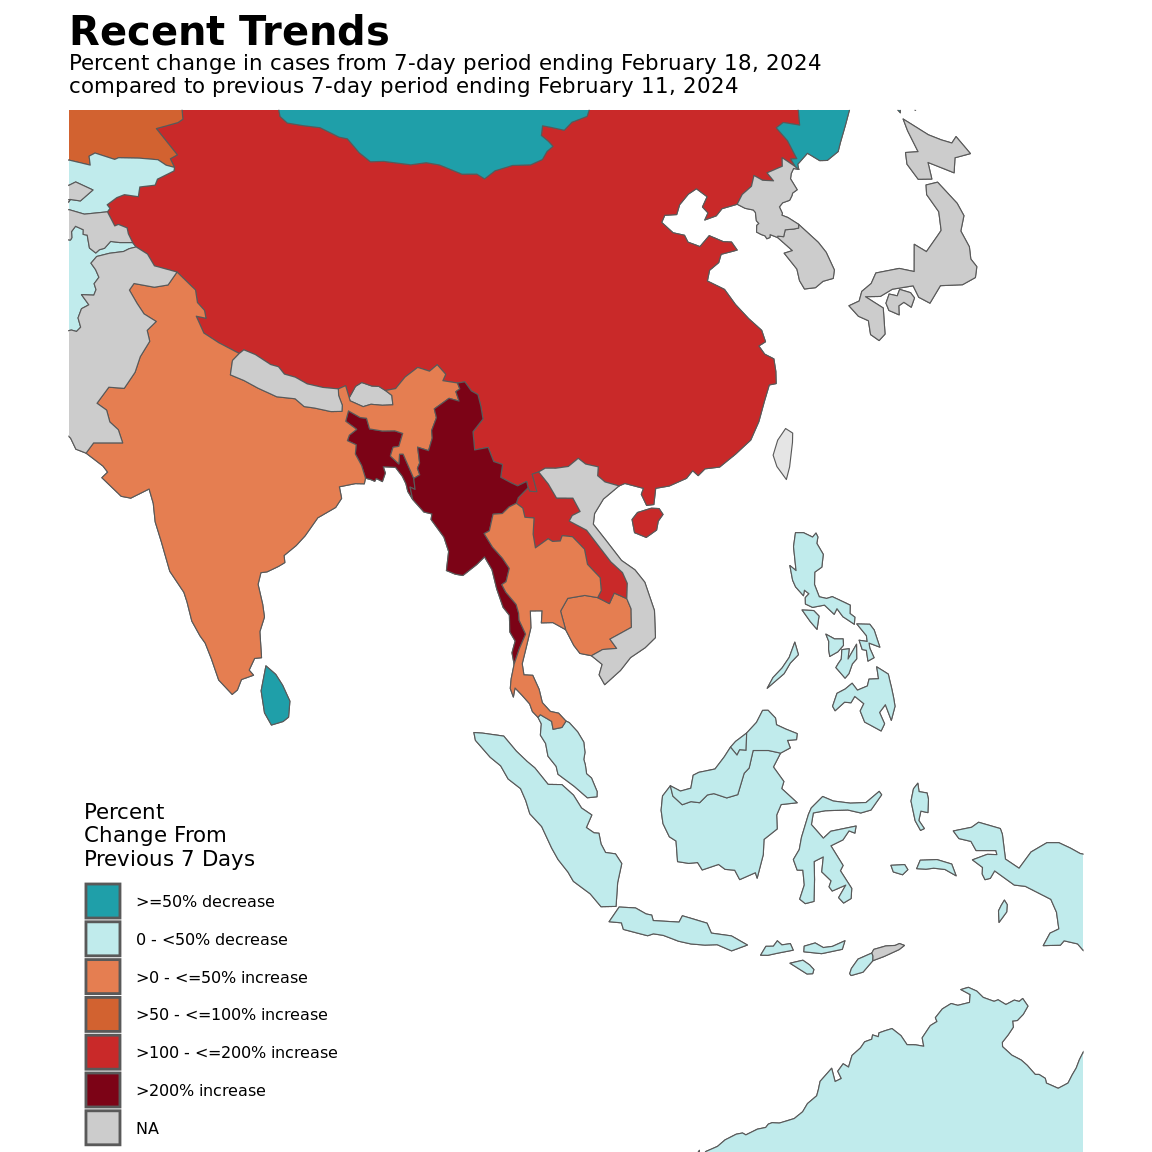 Recent Trends
Percent change in cases from 7-day period ending February 18, 2024
compared to previous 7-day period ending February 11, 2024
Percent
Change From
Previous 7 Days
>=50% decrease
0 - <50% decrease
>0 - <=50% increase
>50 - <=100% increase
>100 - <=200% increase
>200% increase
NA